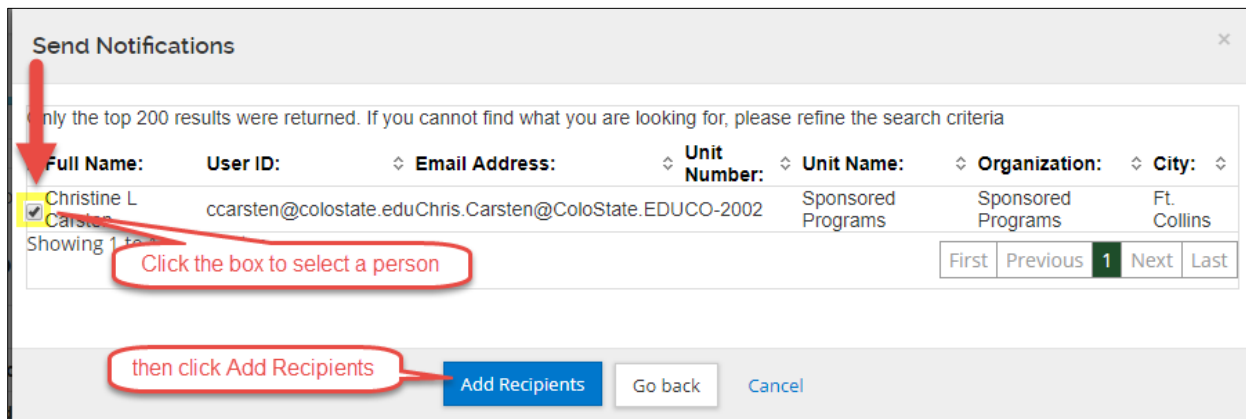 Send Notifications
×
Only the top 200 results were returned. If you cannot find what you are looking for, please refine the search criteria
Full Name: User ID: Email Address: Unit Number: Unit Name: Organization: City:
Christine L Carsten ccarsten@colostate.edu Chris.Carsten@ColoState.EDU CO-2002 Sponsored Programs Sponsored Programs Ft. Collins
Showing 1 to
Click the box to select a person
First Previous 1 Next Last
then click Add Recipients
Add Recipients Go back Cancel